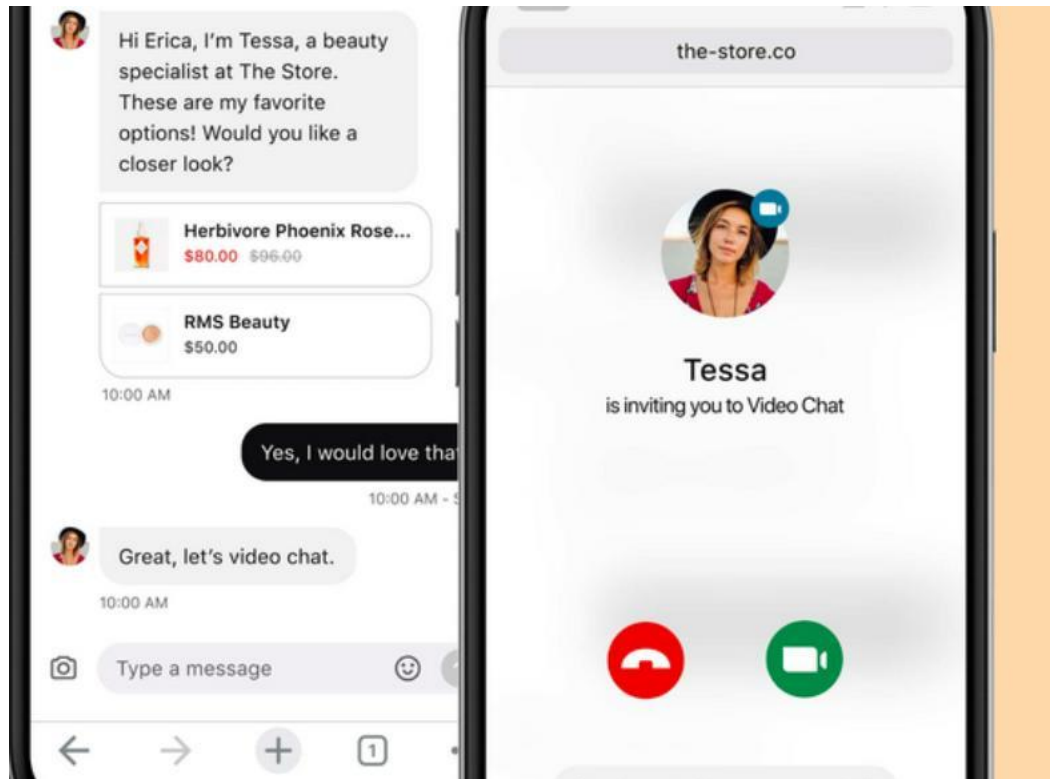 Hi Erica, I'm Tessa, a beauty
specialist at The Store.
These are my favorite
options! Would you like a
closer look?
Herbivore Phoenix Rose...
$80.00 $96.00
RMS Beauty
$50.00
10:00 AM
Yes, I would love
10:00 AM -
Great, let's video chat.
10:00 AM
Type a message
1
the-store.co
Tessa
is inviting you to Video Chat